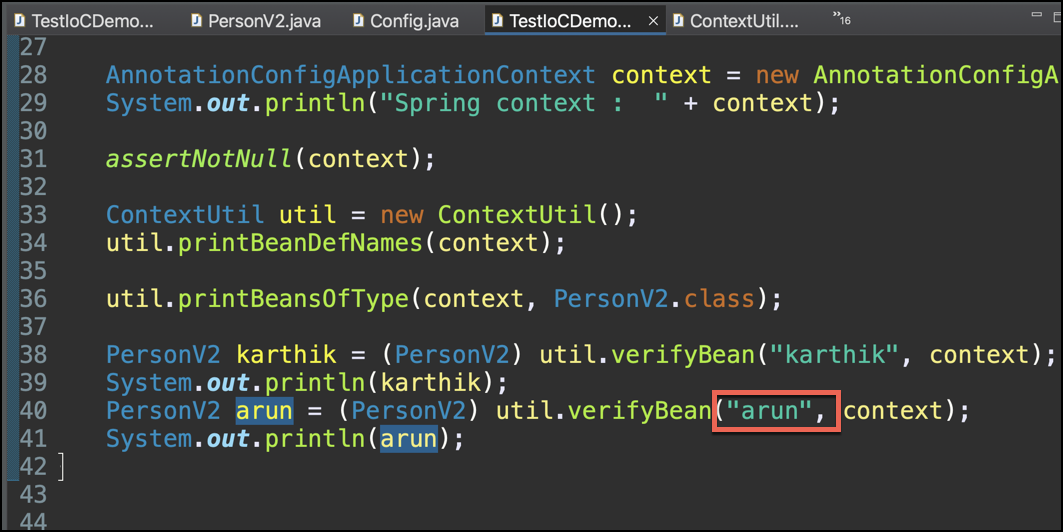 TestIoCDemo...
PersonV2.java
Config.java
TestIoCDemo...
ContextUtil....
»16
27
28 AnnotationConfigApplicationContext context = new AnnotationConfigA
29 System.out.println("Spring context :  " + context);
30
31 assertNotNull(context);
32
33 ContextUtil util = new ContextUtil();
34 util.printBeanDefNames(context);
35
36 util.printBeansOfType(context, PersonV2.class);
37
38 PersonV2 karthik = (PersonV2) util.verifyBean("karthik", context);
39 System.out.println(karthik);
40 PersonV2 arun = (PersonV2) util.verifyBean("arun", context);
41 System.out.println(arun);
42 ]
43
44